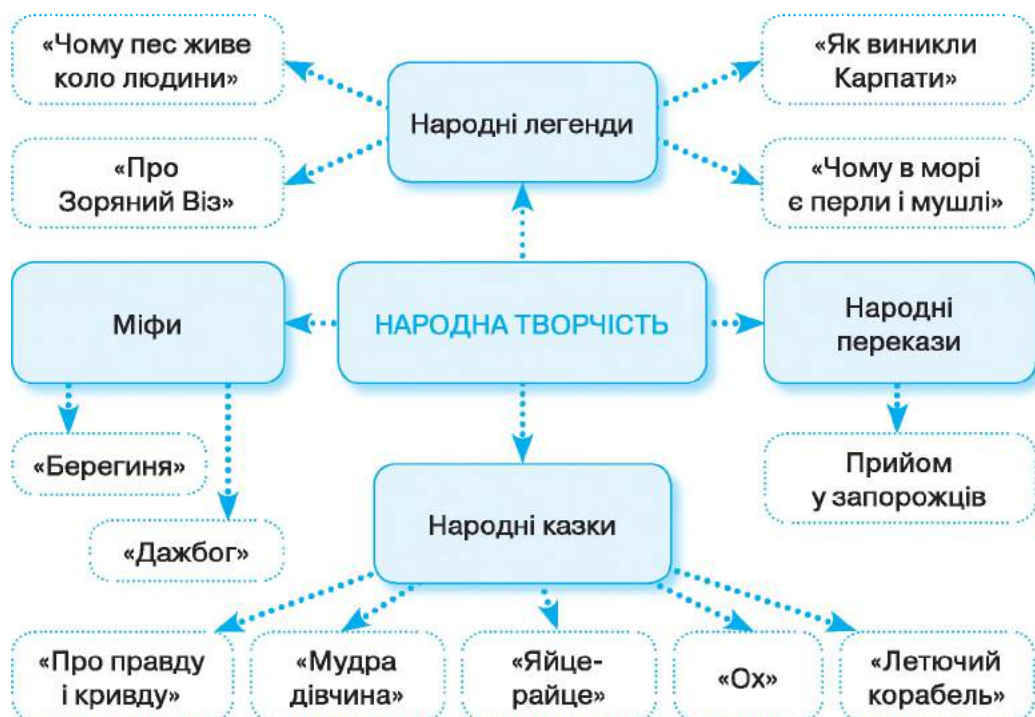 «Чому пес живе
коло людини»
«Як виникли
Карпати»
Народні легенди
«Про
Зоряний Віз»
«Чому в морі
є перли і мушлі»
Міфи
НАРОДНА ТВОРЧІСТЬ
Народні
перекази
«Берегиня»
Прийом
у запорожців
«Дажбог»
Народні казки
«Про правду
і кривду»
«Мудра
дівчина»
«Яйце-
райце»
«Ох»
«Летючий
корабель»